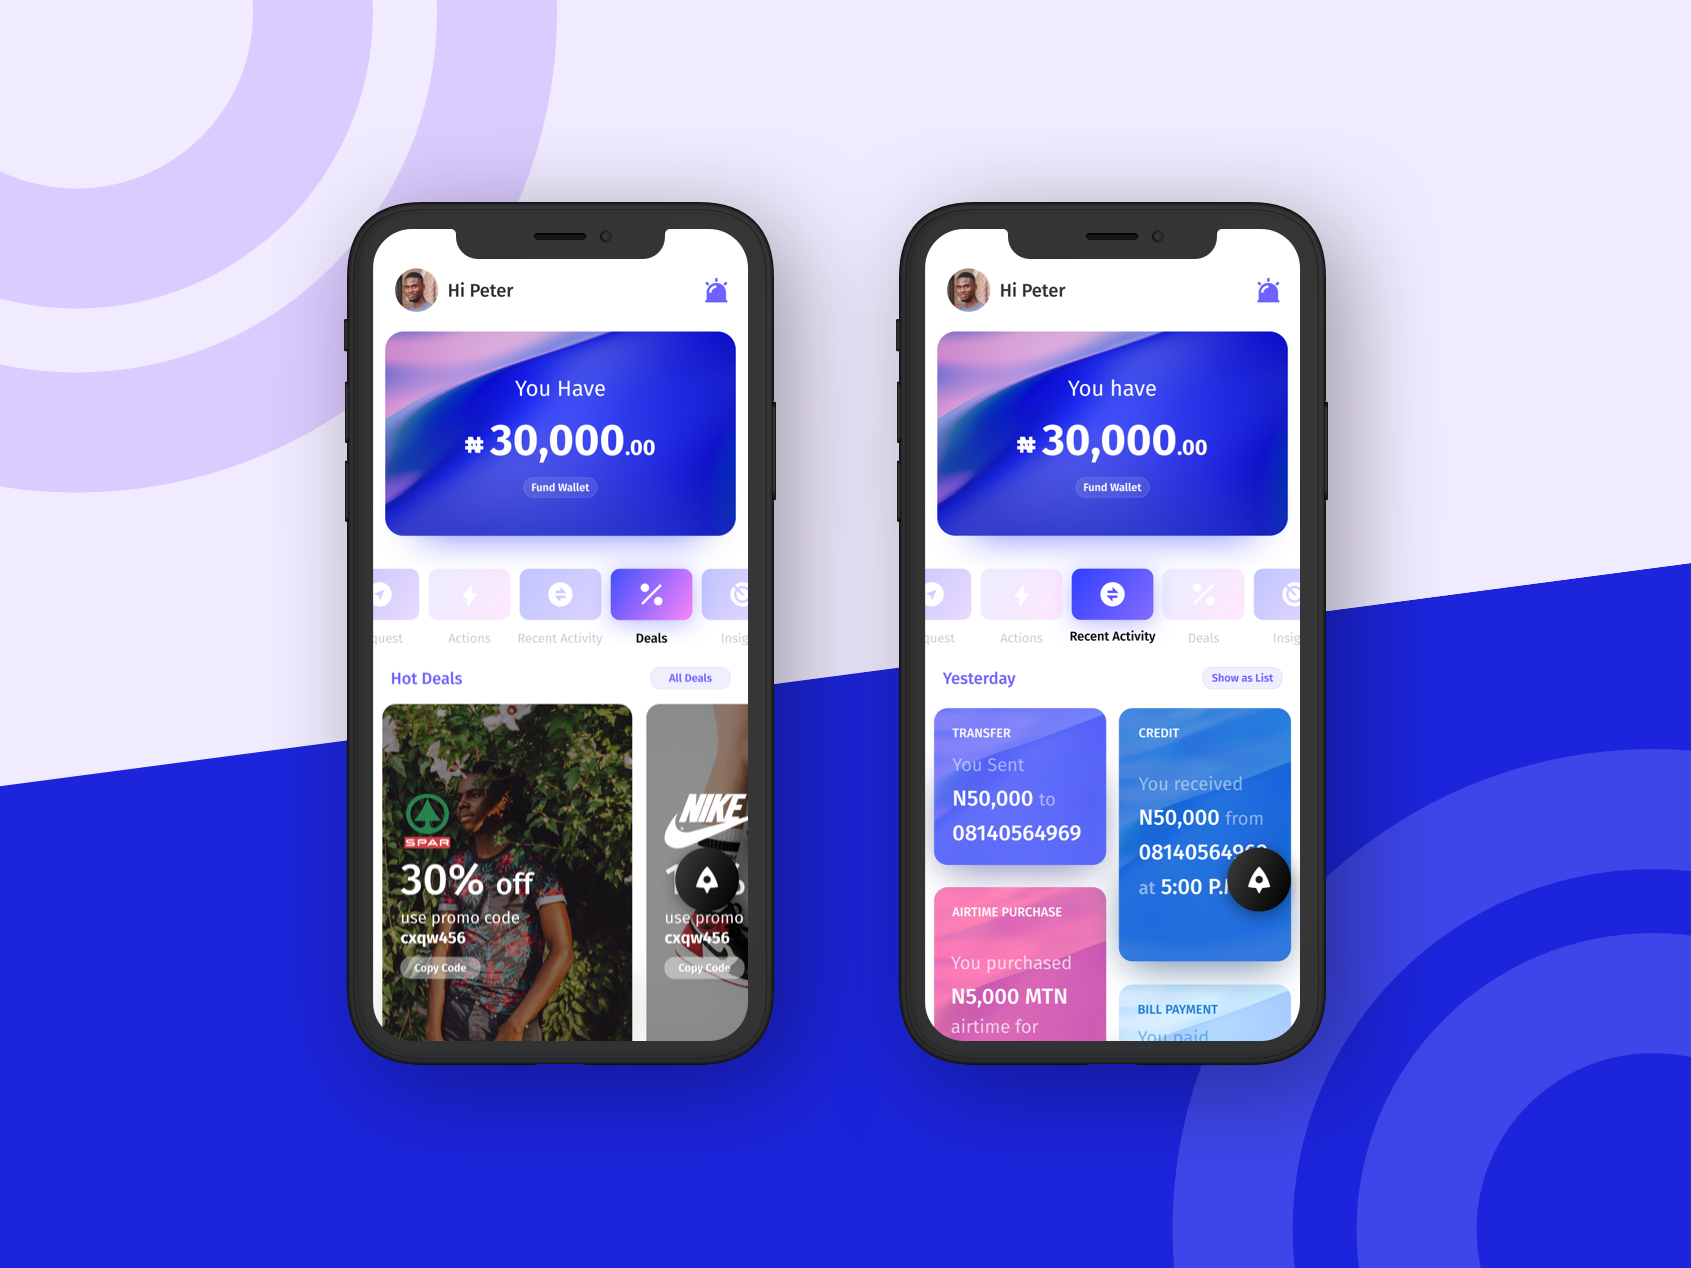 Hi Peter
You Have
₦ 30,000.00
Fund Wallet
quest
Actions
Recent Activity
Deals
Insig
Hot Deals
All Deals
SPAR
30% off
use promo code
cxqw456
Copy Code
NIKE
use promo
cxqw456
Copy Code
Hi Peter
You have
₦ 30,000.00
Fund Wallet
quest
Actions
Recent Activity
Deals
Insig
Yesterday
Show as List
TRANSFER
You Sent
N50,000 to
08140564969
CREDIT
You received
N50,000 from
08140564969
at 5:00 P.
AIRTIME PURCHASE
You purchased
N5,000 MTN
airtime for
BILL PAYMENT
You paid